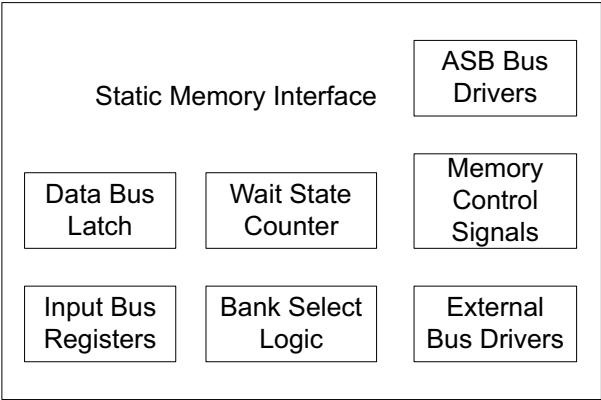 ASB Bus
Drivers
Static Memory Interface
Memory
Control
Signals
Data Bus
Latch
Wait State
Counter
Input Bus
Registers
Bank Select
Logic
External
Bus Drivers